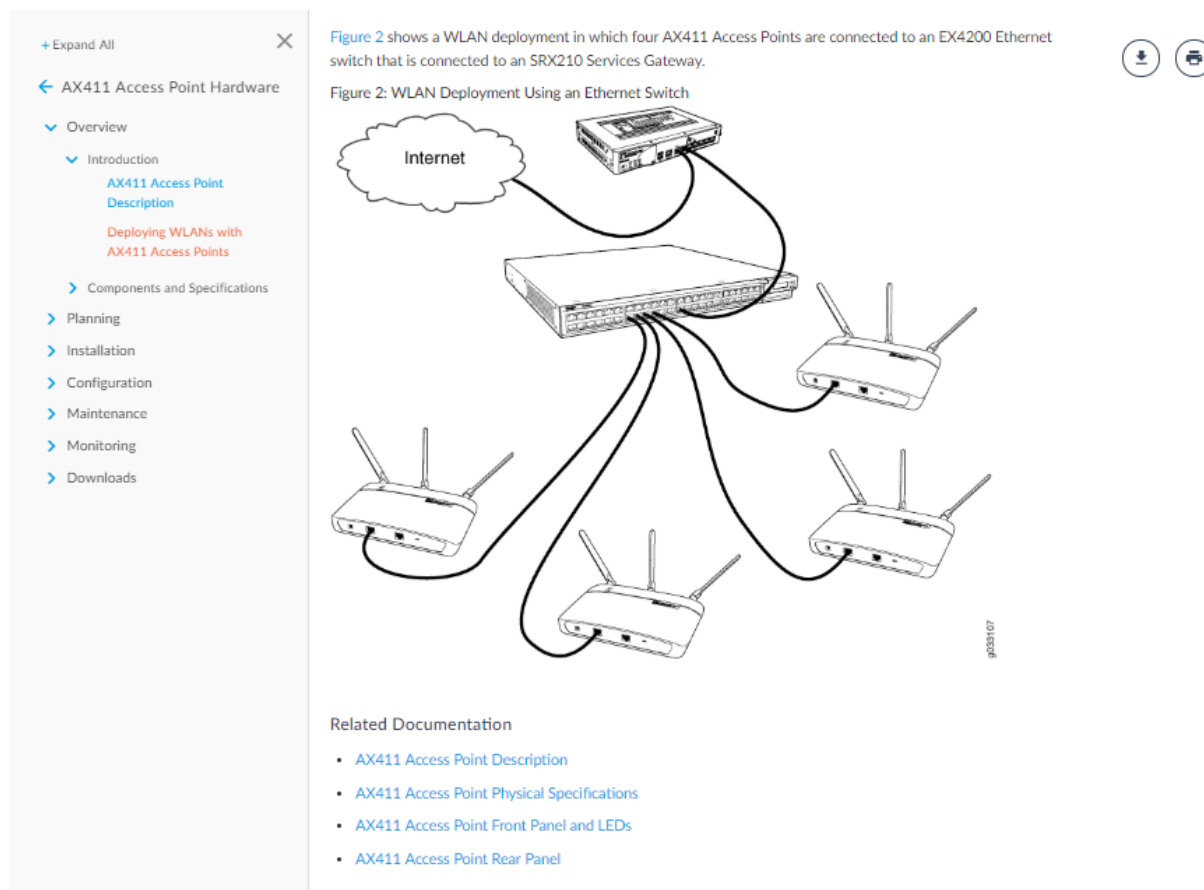 + Expand All
AX411 Access Point Hardware
Overview
Introduction
AX411 Access Point
Description
Deploying WLANs with
AX411 Access Points
Components and Specifications
Planning
Installation
Configuration
Maintenance
Monitoring
Downloads
Figure 2 shows a WLAN deployment in which four AX411 Access Points are connected to an EX4200 Ethernet
switch that is connected to an SRX210 Services Gateway.
Figure 2: WLAN Deployment Using an Ethernet Switch
Internet
g033107
Related Documentation
• AX411 Access Point Description
• AX411 Access Point Physical Specifications
• AX411 Access Point Front Panel and LEDs
• AX411 Access Point Rear Panel